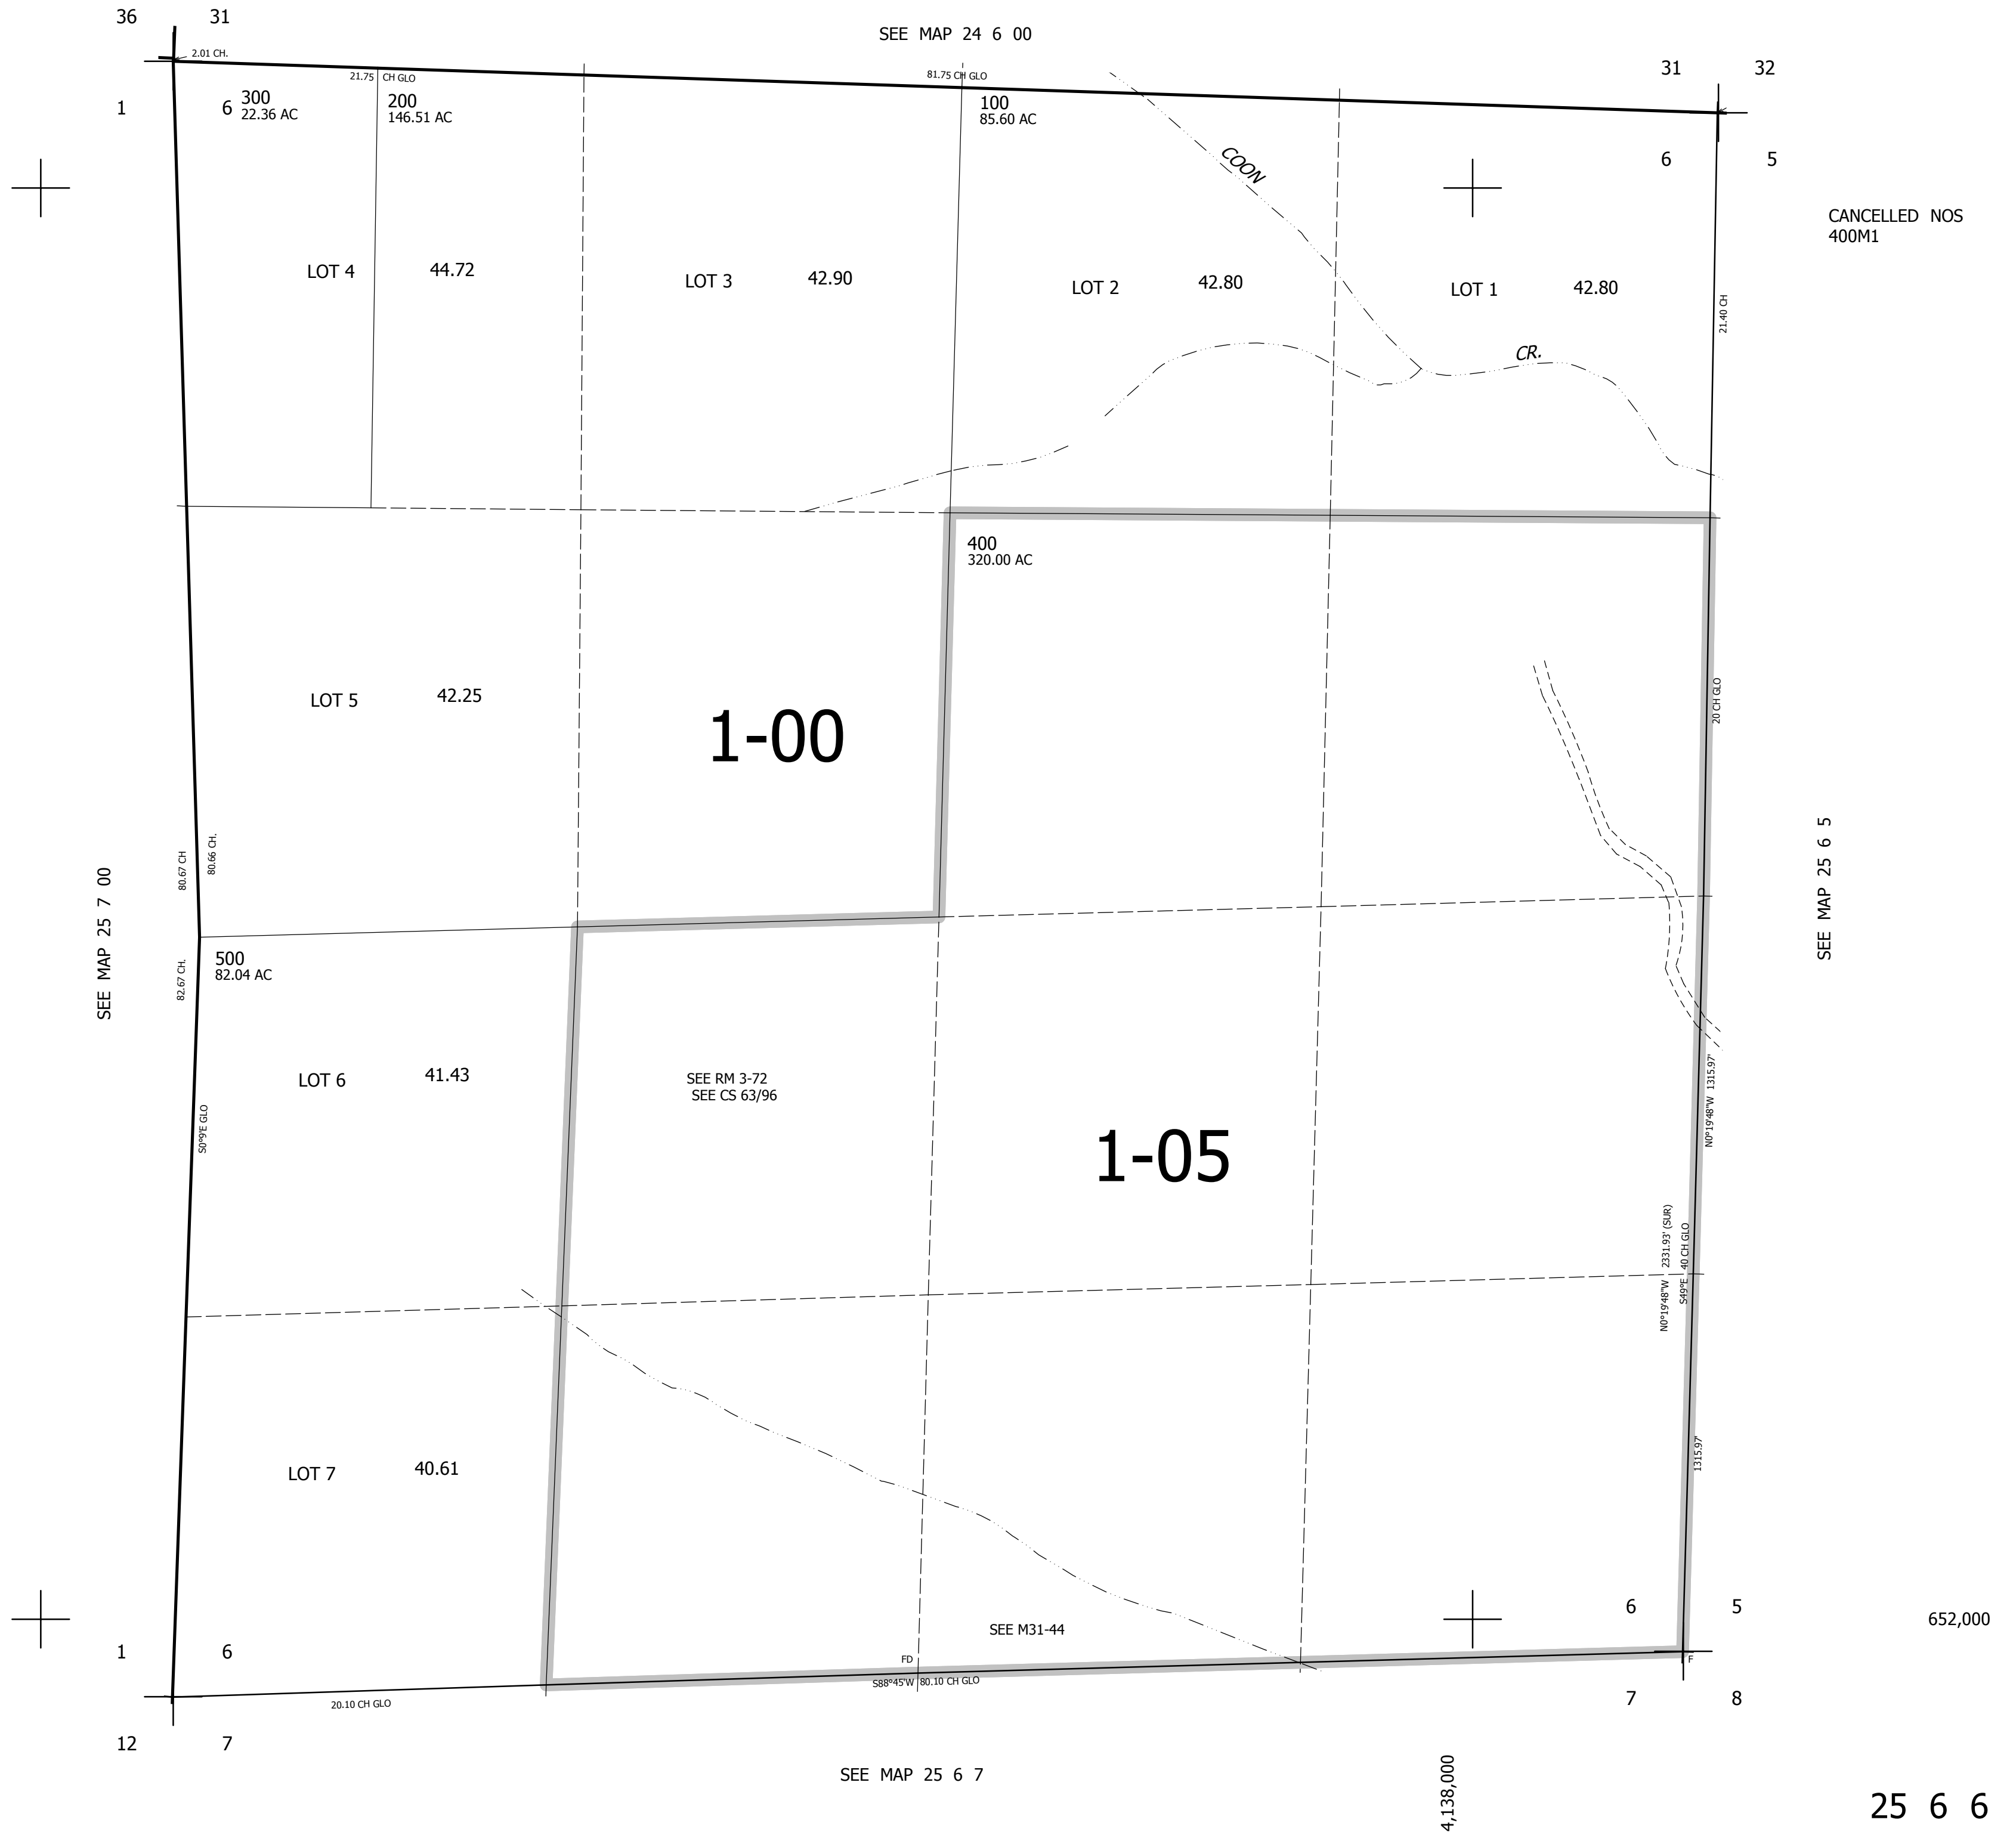 36 31
SEE MAP 24 6 00
2.01 CH.
21.75 CH GLO
81.75 CH GLO
31 32
1 6
300
22.36 AC
200
146.51 AC
100
85.60 AC
6 5
COON
CANCELLED NOS
400M1
LOT 4 44.72
LOT 3 42.90
LOT 2 42.80
LOT 1 42.80
21.40 CH
CR.
400
320.00 AC
LOT 5 42.25
1-00
20 CH GLO
80.67 CH
80.66 CH.
SEE MAP 25 7 00
SEE MAP 25 6 5
500
82.04 AC
82.67 CH.
LOT 6 41.43
SEE RM 3-72
SEE CS 63/96
S0°9'E GLO
1-05
N0°19'48"W 1315.97'
N0°19'48"W 2331.93' (SUR)
S49°E 40 CH GLO
LOT 7 40.61
1315.97'
SEE M31-44
6 5
652,000
1 6
FD
F
S88°45'W 80.10 CH GLO
20.10 CH GLO
7 8
12 7
SEE MAP 25 6 7
4,138,000
25 6 6